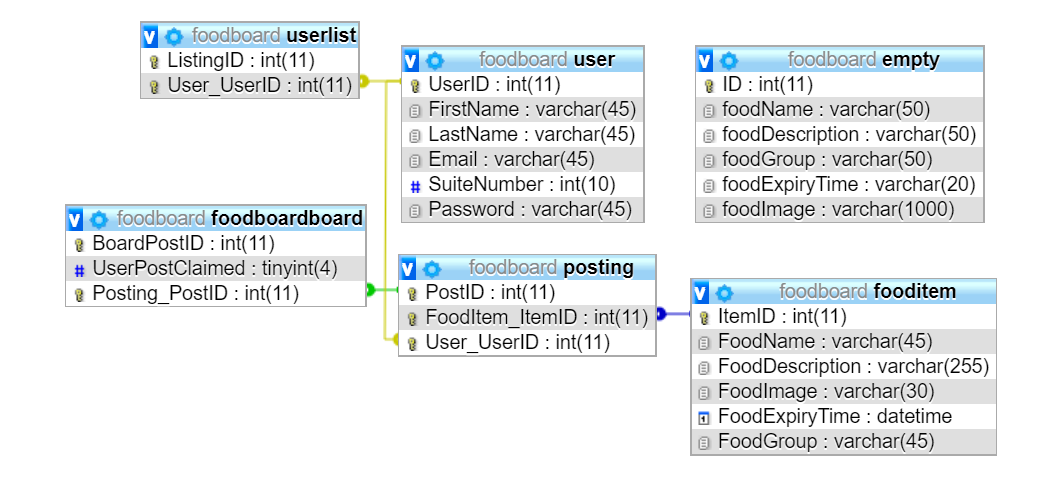 foodboard userlist
ListingID : int(11)
User_UserID : int(11)
foodboard user
UserID : int(11)
FirstName : varchar(45)
LastName : varchar(45)
Email : varchar(45)
SuiteNumber : int(10)
Password : varchar(45)
foodboard empty
ID : int(11)
foodName : varchar(50)
foodDescription : varchar(50)
foodGroup : varchar(50)
foodExpiryTime : varchar(20)
foodImage : varchar(1000)
foodboard foodboardboard
BoardPostID : int(11)
UserPostClaimed : tinyint(4)
Posting_PostID : int(11)
foodboard posting
PostID : int(11)
FoodItem_ItemID : int(11)
User_UserID : int(11)
foodboard fooditem
ItemID : int(11)
FoodName : varchar(45)
FoodDescription : varchar(255)
FoodImage : varchar(30)
FoodExpiryTime : datetime
FoodGroup : varchar(45)